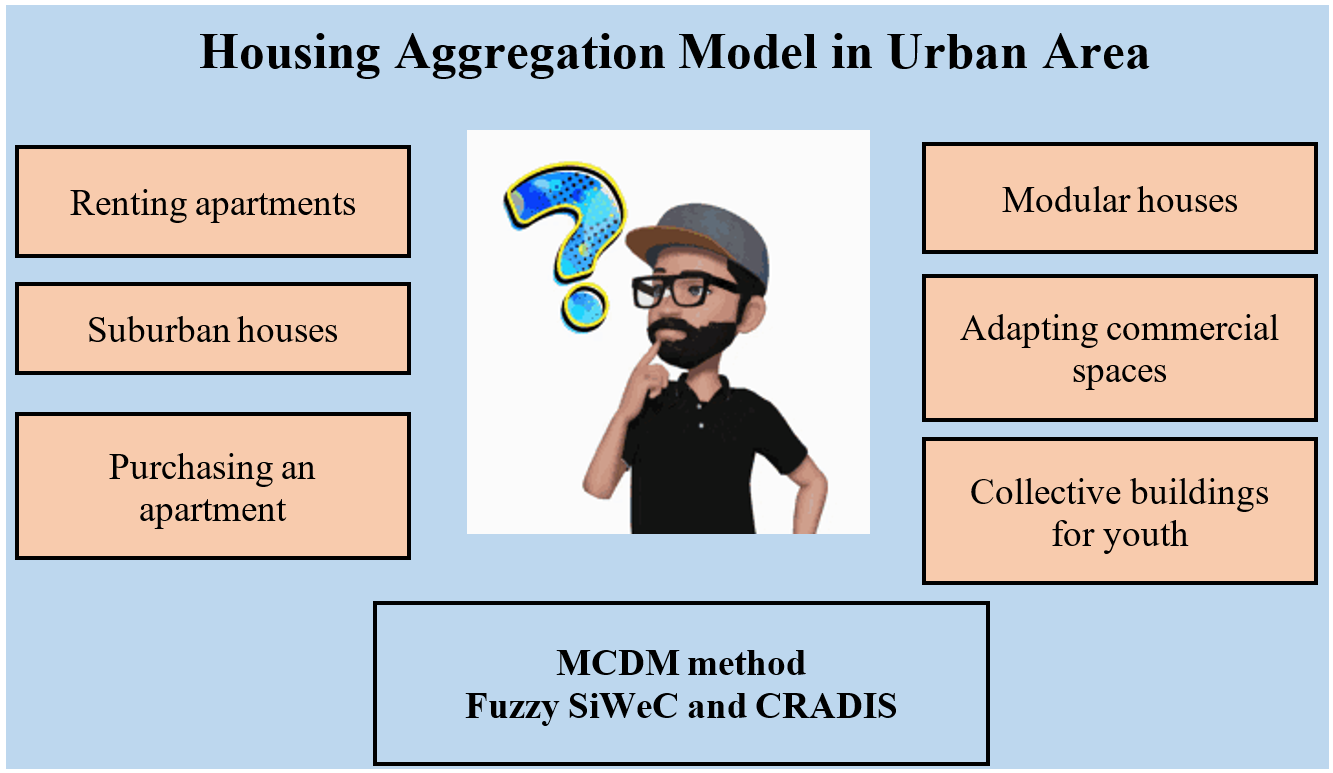 Housing Aggregation Model in Urban Area
Renting apartments
Suburban houses
Purchasing an
apartment
Modular houses
Adapting commercial
spaces
Collective buildings
for youth
MCDM method
Fuzzy SiWeC and CRADIS